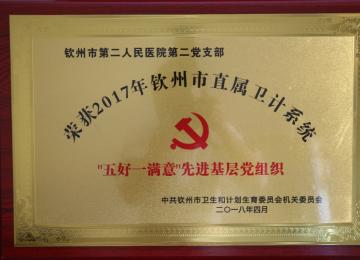 钦州市第二人民医院第二党支部
荣获2017年钦州市直属卫计系统
"五好一满意"先进基层党组织
中共钦州市卫生和计划生育委员会机关委员会
二〇一八年四月